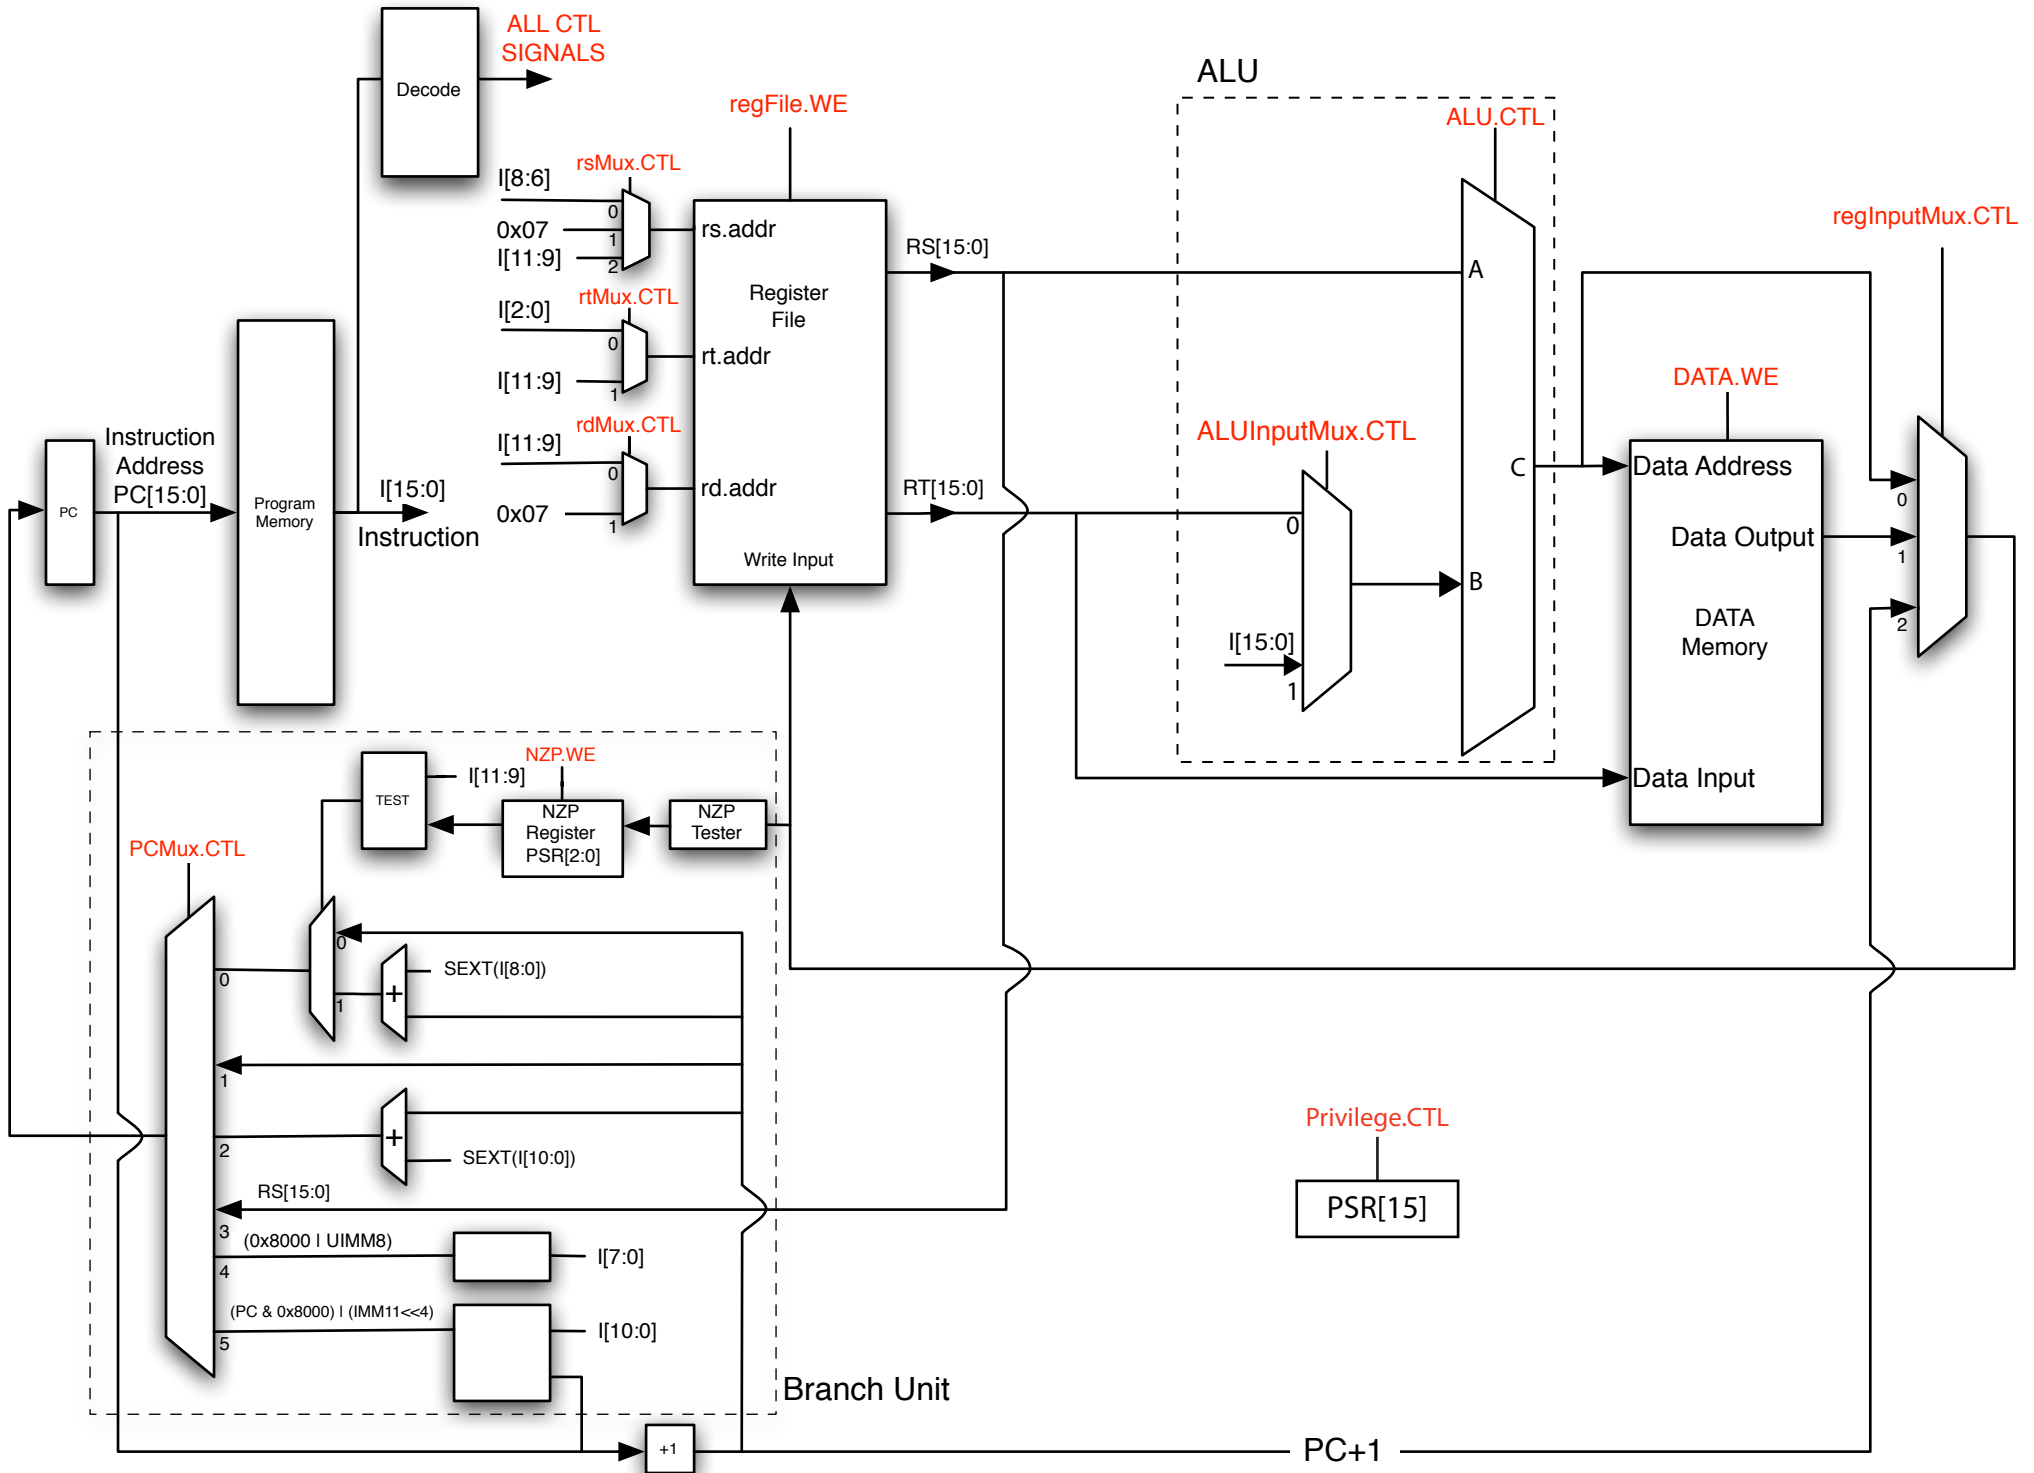 ALL CTL
SIGNALS
Decode
ALU
regFile.WE
ALU.CTL
rsMux.CTL
I[8:6]
0
0x07
1
I[11:9]
2
rs.addr
RS[15:0]
regInputMux.CTL
A
rtMux.CTL
I[2:0]
0
Register
File
rt.addr
I[11:9]
1
DATA.WE
rdMux.CTL
I[11:9]
0
ALUInputMux.CTL
Instruction
Address
PC[15:0]
PC
Program
Memory
I[15:0]
Instruction
rd.addr
0x07
1
RT[15:0]
0
C
Data Address
0
Data Output
1
Write Input
B
I[15:0]
1
DATA
Memory
2
NZP.WE
I[11:9]
TEST
NZP
Register
PSR[2:0]
NZP
Tester
Data Input
PCMux.CTL
0
0
SEXT(I[8:0])
+
1
1
+
2
SEXT(I[10:0])
Privilege.CTL
PSR[15]
RS[15:0]
3
(0x8000 | UIMM8)
4
I[7:0]
(PC & 0x8000) | (IMM11<<4)
5
I[10:0]
Branch Unit
+1
PC+1